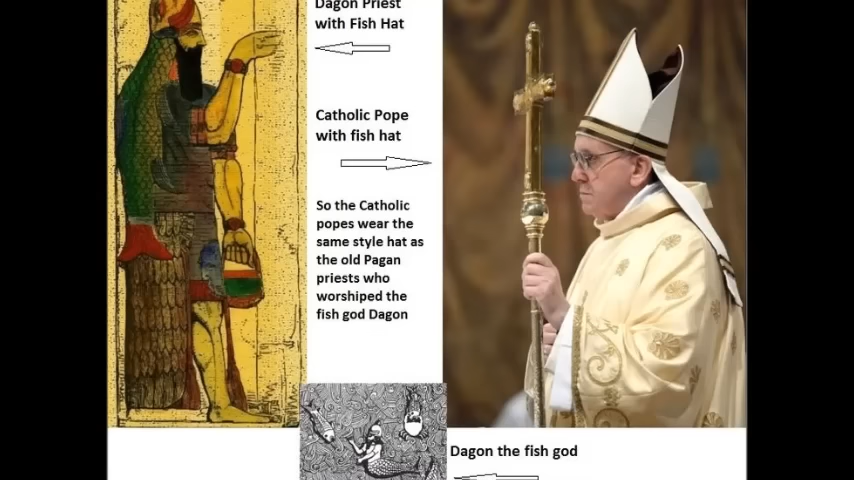 Dagon Priest
with Fish Hat
Catholic Pope
with fish hat
So the Catholic
popes wear the
same style hat as
the old Pagan
priests who
worshiped the
fish god Dagon
Dagon the fish god